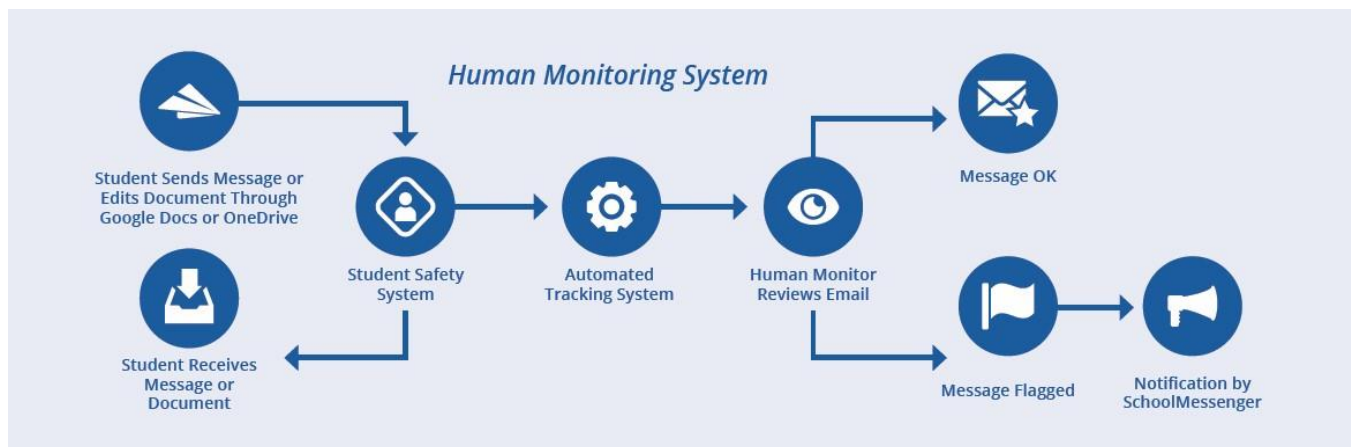 Human Monitoring System
Student Sends Message or
Edits Document Through
Google Docs or OneDrive
Student Receives
Message or
Document
Student Safety
System
Automated
Tracking System
Human Monitor
Reviews Email
Message OK
Message Flagged
Notification by
SchoolMessenger